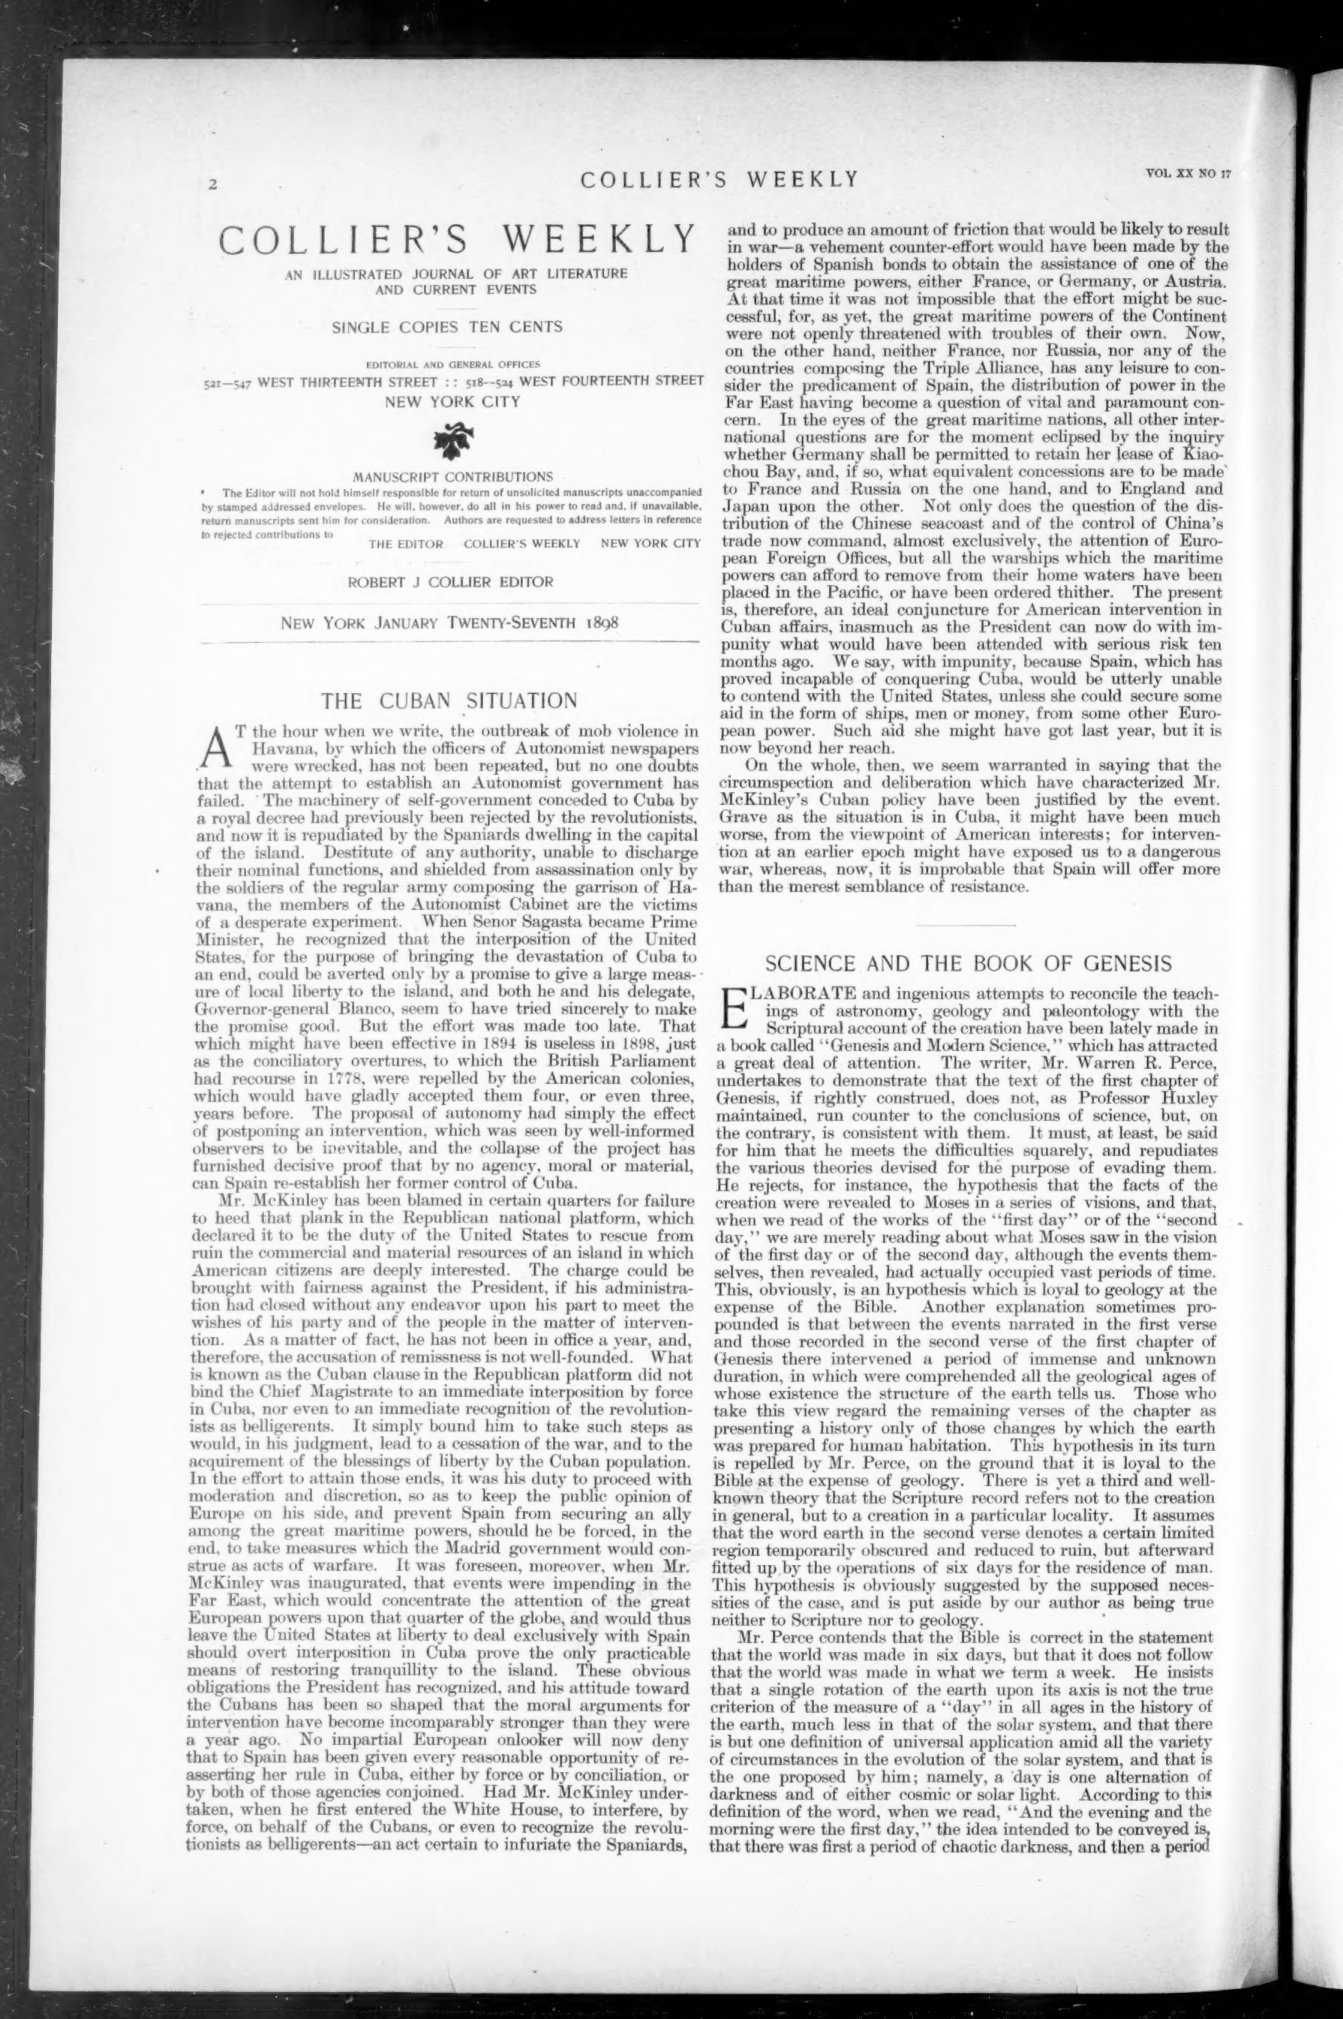 2
COLLIER'S WEEKLY
VOL XX NO 17
COLLIER'S WEEKLY
AN ILLUSTRATED JOURNAL OF ART LITERATURE
AND CURRENT EVENTS
SINGLE COPIES TEN CENTS
EDITORIAL AND GENERAL OFFICES
521—547 WEST THIRTEENTH STREET : : 518--524 WEST FOURTEENTH STREET
NEW YORK CITY
MANUSCRIPT CONTRIBUTIONS
The Editor will not hold himself responsible for return of unsolicited manuscripts unaccompanied
by stamped addressed envelopes. He will, however, do all in his power to read and, if unavailable,
return manuscripts sent him for consideration. Authors are requested to address letters in reference
to rejected contributions to
THE EDITOR COLLIER'S WEEKLY NEW YORK CITY
ROBERT J COLLIER EDITOR
NEW YORK JANUARY TWENTY-SEVENTH 1898
THE CUBAN SITUATION
AT the hour when we write, the outbreak of mob violence in
Havana, by which the officers of Autonomist newspapers
were wrecked, has not been repeated, but no one doubts
that the attempt to establish an Autonomist government has
failed. The machinery of self-government conceded to Cuba by
a royal decree had previously been rejected by the revolutionists,
and now it is repudiated by the Spaniards dwelling in the capital
of the island. Destitute of any authority, unable to discharge
their nominal functions, and shielded from assassination only by
the soldiers of the regular army composing the garrison of Ha-
vana, the members of the Autonomist Cabinet are the victims
of a desperate experiment. When Senor Sagasta became Prime
Minister, he recognized that the interposition of the United
States, for the purpose of bringing the devastation of Cuba to
an end, could be averted only by a promise to give a large meas-
ure of local liberty to the island, and both he and his delegate,
Governor-general Blanco, seem to have tried sincerely to make
the promise good. But the effort was made too late. That
which might have been effective in 1894 is useless in 1898, just
as the conciliatory overtures, to which the British Parliament
had recourse in 1778, were repelled by the American colonies,
which would have gladly accepted them four, or even three,
years before. The proposal of autonomy had simply the effect
of postponing an intervention, which was seen by well-informed
observers to be inevitable, and the collapse of the project has
furnished decisive proof that by no agency, moral or material,
can Spain re-establish her former control of Cuba.
Mr. McKinley has been blamed in certain quarters for failure
to heed that plank in the Republican national platform, which
declared it to be the duty of the United States to rescue from
ruin the commercial and material resources of an island in which
American citizens are deeply interested. The charge could be
brought with fairness against the President, if his administra-
tion had closed without any endeavor upon his part to meet the
wishes of his party and of the people in the matter of interven-
tion. As a matter of fact, he has not been in office a year, and,
therefore, the accusation of remissness is not well-founded. What
is known as the Cuban clause in the Republican platform did not
bind the Chief Magistrate to an immediate interposition by force
in Cuba, nor even to an immediate recognition of the revolution-
ists as belligerents. It simply bound him to take such steps as
would, in his judgment, lead to a cessation of the war, and to the
acquirement of the blessings of liberty by the Cuban population.
In the effort to attain those ends, it was his duty to proceed with
moderation and discretion, so as to keep the public opinion of
Europe on his side, and prevent Spain from securing an ally
among the great maritime powers, should he be forced, in the
end, to take measures which the Madrid government would con-
strue as acts of warfare. It was foreseen, moreover, when Mr.
McKinley was inaugurated, that events were impending in the
Far East, which would concentrate the attention of the great
European powers upon that quarter of the globe, and would thus
leave the United States at liberty to deal exclusively with Spain
should overt interposition in Cuba prove the only practicable
means of restoring tranquillity to the island. These obvious
obligations the President has recognized, and his attitude toward
the Cubans has been so shaped that the moral arguments for
intervention have become incomparably stronger than they were
a year ago. No impartial European onlooker will now deny
that to Spain has been given every reasonable opportunity of re-
asserting her rule in Cuba, either by force or by conciliation, or
by both of those agencies conjoined. Had Mr. McKinley under-
taken, when he first entered the White House, to interfere, by
force, on behalf of the Cubans, or even to recognize the revolu-
tionists as belligerents—an act certain to infuriate the Spaniards,
and to produce an amount of friction that would be likely to result
in war—a vehement counter-effort would have been made by the
holders of Spanish bonds to obtain the assistance of one of the
great maritime powers, either France, or Germany, or Austria.
At that time it was not impossible that the effort might be suc-
cessful, for, as yet, the great maritime powers of the Continent
were not openly threatened with troubles of their own. Now,
on the other hand, neither France, nor Russia, nor any of the
countries composing the Triple Alliance, has any leisure to con-
sider the predicament of Spain, the distribution of power in the
Far East having become a question of vital and paramount con-
cern. In the eyes of the great maritime nations, all other inter-
national questions are for the moment eclipsed by the inquiry
whether Germany shall be permitted to retain her lease of Kiao-
chou Bay, and, if so, what equivalent concessions are to be made
to France and Russia on the one hand, and to England and
Japan upon the other. Not only does the question of the dis-
tribution of the Chinese seacoast and of the control of China's
trade now command, almost exclusively, the attention of Euro-
pean Foreign Offices, but all the warships which the maritime
powers can afford to remove from their home waters have been
placed in the Pacific, or have been ordered thither. The present
is, therefore, an ideal conjuncture for American intervention in
Cuban affairs, inasmuch as the President can now do with im-
punity what would have been attended with serious risk ten
months ago. We say, with impunity, because Spain, which has
proved incapable of conquering Cuba, would be utterly unable
to contend with the United States, unless she could secure some
aid in the form of ships, men or money, from some other Euro-
pean power. Such aid she might have got last year, but it is
now beyond her reach.
On the whole, then, we seem warranted in saying that the
circumspection and deliberation which have characterized Mr.
McKinley's Cuban policy have been justified by the event.
Grave as the situation is in Cuba, it might have been much
worse, from the viewpoint of American interests; for interven-
tion at an earlier epoch might have exposed us to a dangerous
war, whereas, now, it is improbable that Spain will offer more
than the merest semblance of resistance.
SCIENCE AND THE BOOK OF GENESIS
ELABORATE and ingenious attempts to reconcile the teach-
ings of astronomy, geology and paleontology with the
Scriptural account of the creation have been lately made in
a book called "Genesis and Modern Science," which has attracted
a great deal of attention. The writer, Mr. Warren R. Perce,
undertakes to demonstrate that the text of the first chapter of
Genesis, if rightly construed, does not, as Professor Huxley
maintained, run counter to the conclusions of science, but, on
the contrary, is consistent with them. It must, at least, be said
for him that he meets the difficulties squarely, and repudiates
the various theories devised for the purpose of evading them.
He rejects, for instance, the hypothesis that the facts of the
creation were revealed to Moses in a series of visions, and that,
when we read of the works of the "first day" or of the "second
day," we are merely reading about what Moses saw in the vision
of the first day or of the second day, although the events them-
selves, then revealed, had actually occupied vast periods of time.
This, obviously, is an hypothesis which is loyal to geology at the
expense of the Bible. Another explanation sometimes pro-
pounded is that between the events narrated in the first verse
and those recorded in the second verse of the first chapter of
Genesis there intervened a period of immense and unknown
duration, in which were comprehended all the geological ages of
whose existence the structure of the earth tells us. Those who
take this view regard the remaining verses of the chapter as
presenting a history only of those changes by which the earth
was prepared for human habitation. This hypothesis in its turn
is repelled by Mr. Perce, on the ground that it is loyal to the
Bible at the expense of geology. There is yet a third and well-
known theory that the Scripture record refers not to the creation
in general, but to a creation in a particular locality. It assumes
that the word earth in the second verse denotes a certain limited
region temporarily obscured and reduced to ruin, but afterward
fitted up by the operations of six days for the residence of man.
This hypothesis is obviously suggested by the supposed neces-
sities of the case, and is put aside by our author as being true
neither to Scripture nor to geology.
Mr. Perce contends that the Bible is correct in the statement
that the world was made in six days, but that it does not follow
that the world was made in what we term a week. He insists
that a single rotation of the earth upon its axis is not the true
criterion of the measure of a "day" in all ages in the history of
the earth, much less in that of the solar system, and that there
is but one definition of universal application amid all the variety
of circumstances in the evolution of the solar system, and that is
the one proposed by him; namely, a day is one alternation of
darkness and of either cosmic or solar light. According to this
definition of the word, when we read, "And the evening and the
morning were the first day," the idea intended to be conveyed is,
that there was first a period of chaotic darkness, and then a period